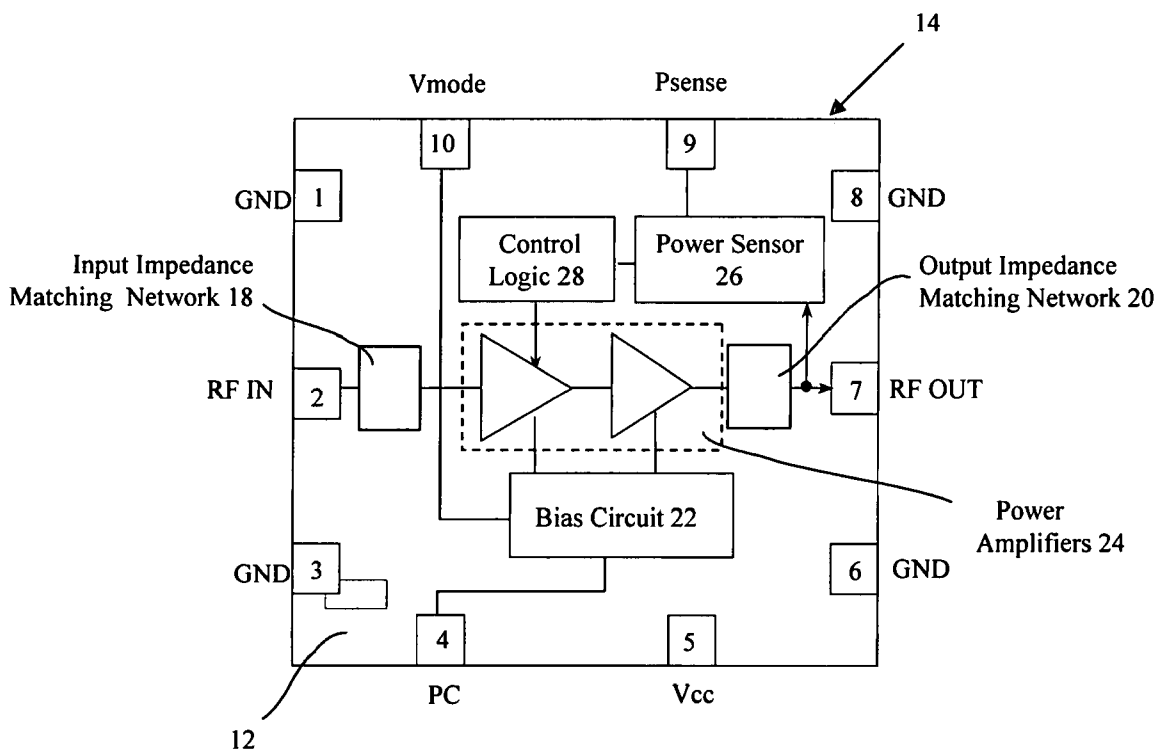 14
Vmode
Psense
10
9
GND
1
8
GND
Control
Logic 28
Power Sensor
26
Input Impedance
Matching Network 18
Output Impedance
Matching Network 20
RF IN
2
7
RF OUT
Bias Circuit 22
Power
Amplifiers 24
GND
3
6
GND
4
5
PC
Vcc
12